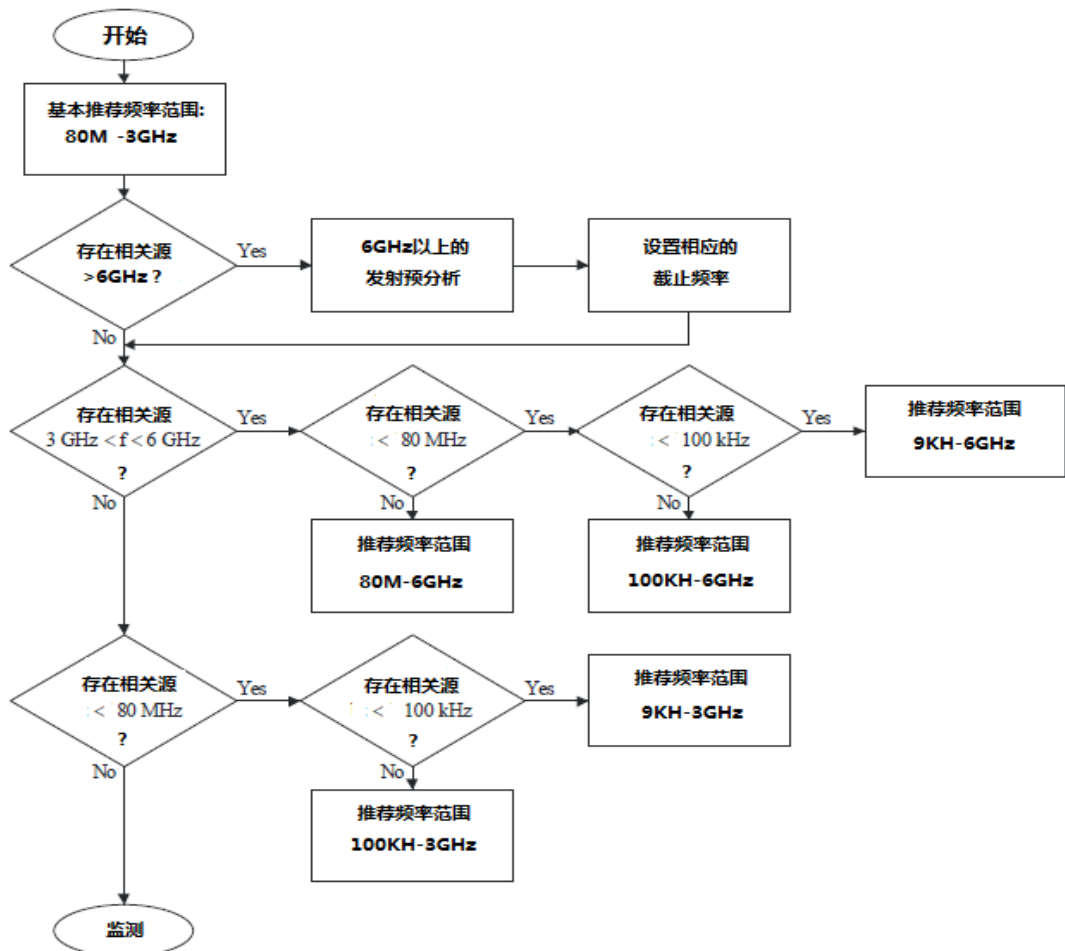 开始
基本推荐频率范围:
80M -3GHz
存在相关源
>6GHz ?
Yes
6GHz以上的
发射预分析
设置相应的
截止频率
No
存在相关源
3 GHz < f < 6 GHz
?
Yes
存在相关源
< 80 MHz
?
Yes
存在相关源
< 100 kHz
?
Yes
推荐频率范围
9KH-6GHz
No
No
推荐频率范围
80M-6GHz
No
推荐频率范围
100KH-6GHz
存在相关源
< 80 MHz
?
Yes
存在相关源
< 100 kHz
?
Yes
推荐频率范围
9KH-3GHz
No
No
推荐频率范围
100KH-3GHz
监测